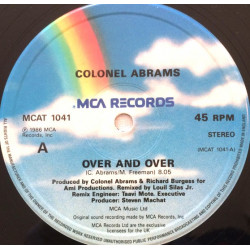 COLONEL ABRAMS
MCA RECORDS
MCAT 1041
45 RPM
℗ 1986 MCA
Records, Inc.
STEREO
A
(MCAT 1041-A)
OVER AND OVER
(C. Abrams/M. Freeman) 8.05
Produced by Colonel Abrams & Richard Burgess for
Ami Productions. Remixed by Louil Silas Jr.
Remix Engineer: Taavi Mote. Executive
Producer: Steven Machat
MCA Music Ltd
Original sound recording made by MCA Records, Inc.
MCA Records are the exclusive
licensees for the UK